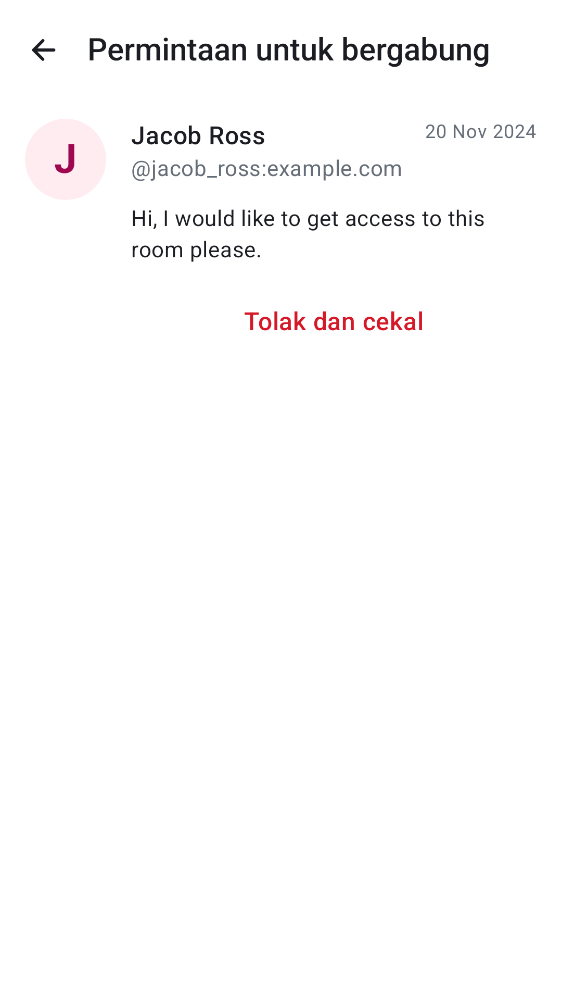 Permintaan untuk bergabung
J
Jacob Ross
20 Nov 2024
@jacob_ross:example.com
Hi, I would like to get access to this
room please.
Tolak dan cekal